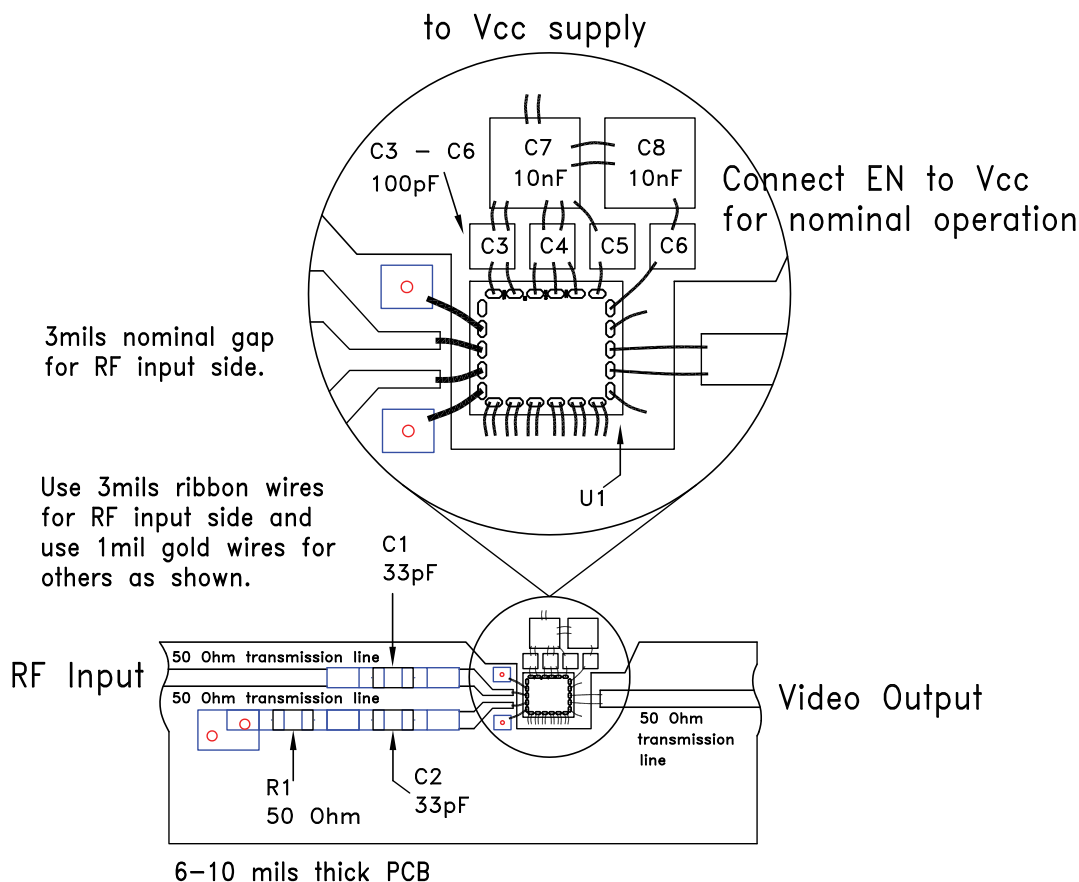 to Vcc supply
C3 - C6
100pF
C7
10nF
C8
10nF
Connect EN to Vcc
for nominal operation
C3
C4
C5
C6
3mils nominal gap
for RF input side.
U1
Use 3mils ribbon wires
for RF input side and
use 1mil gold wires for
others as shown.
C1
33pF
RF Input
50 Ohm transmission line
50 Ohm transmission line
Video Output
50 Ohm
transmission
line
R1
50 Ohm
C2
33pF
6-10 mils thick PCB